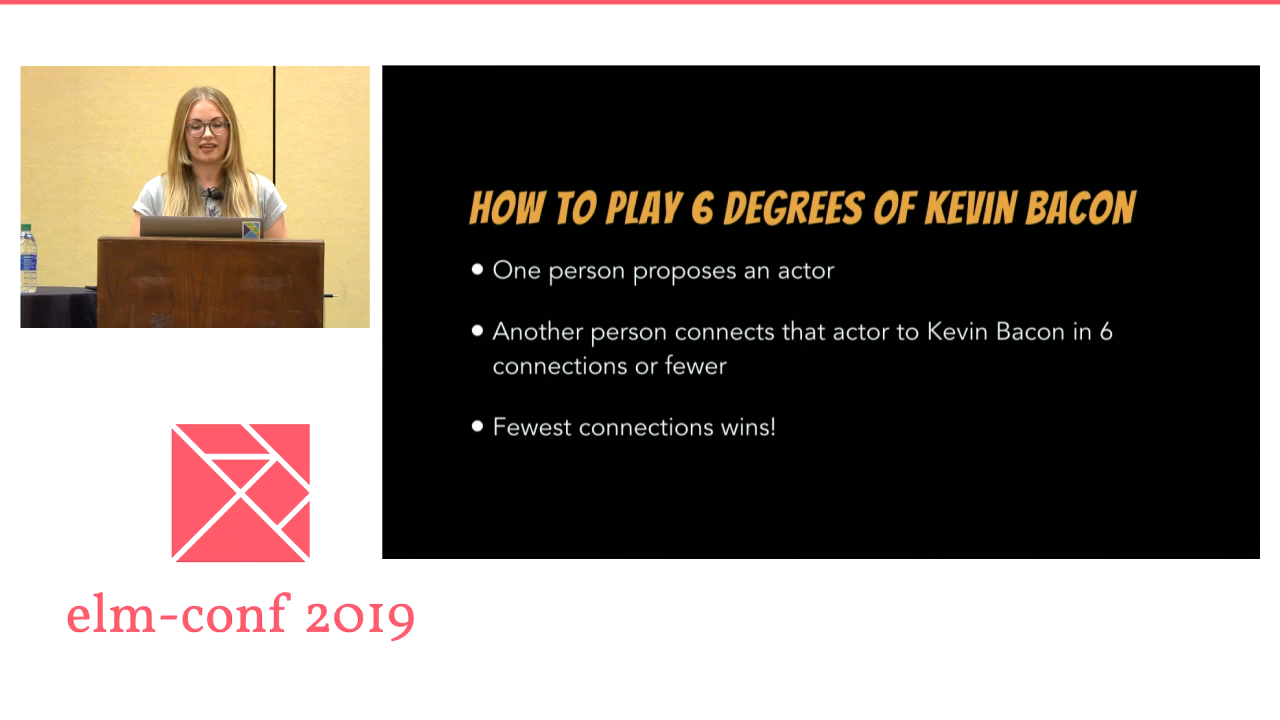 HOW TO PLAY 6 DEGREES OF KEVIN BACON
• One person proposes an actor
• Another person connects that actor to Kevin Bacon in 6
connections or fewer
• Fewest connections wins!
elm-conf 2019